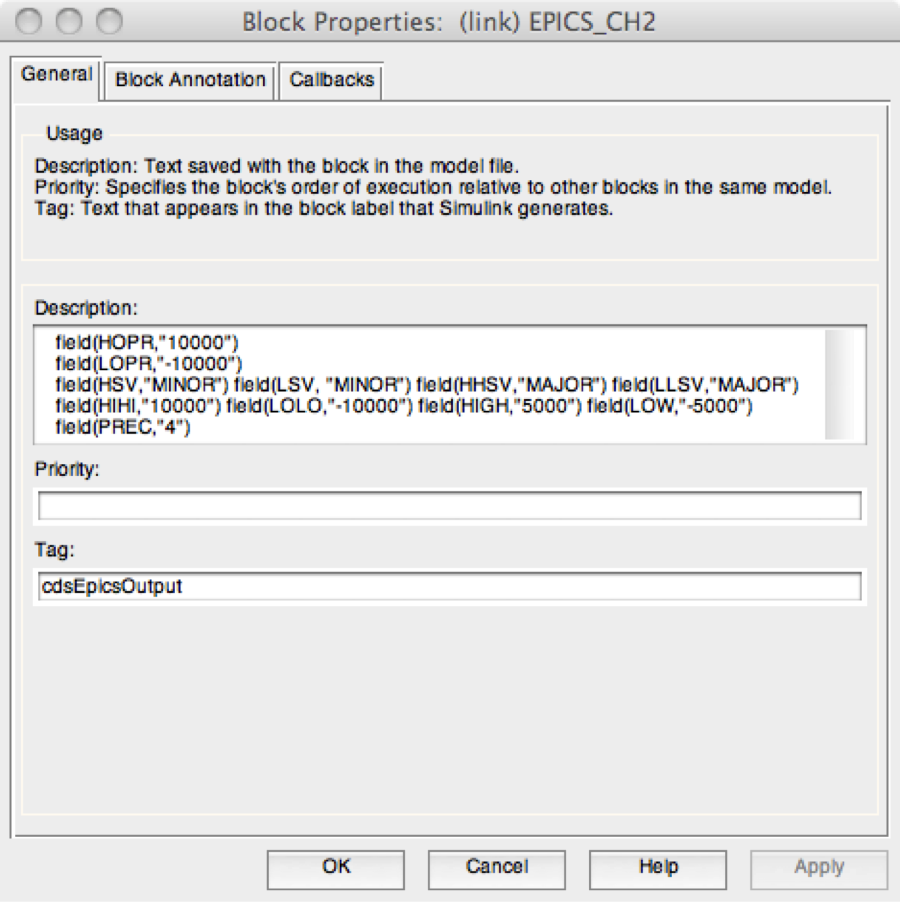 Block Properties:  (link) EPICS_CH2
General
Block Annotation
Callbacks
Usage
Description: Text saved with the block in the model file.
Priority: Specifies the block's order of execution relative to other blocks in the same model.
Tag: Text that appears in the block label that Simulink generates.
Description:
field(HOPR,"10000")
field(LOPR,"-10000")
field(HSV,"MINOR") field(LSV, "MINOR") field(HHSV,"MAJOR") field(LLSV,"MAJOR")
field(HIHI,"10000") field(LOLO,"-10000") field(HIGH,"5000") field(LOW,"-5000")
field(PREC,"4")
Priority:
Tag:
cdsEpicsOutput
OK
Cancel
Help
Apply